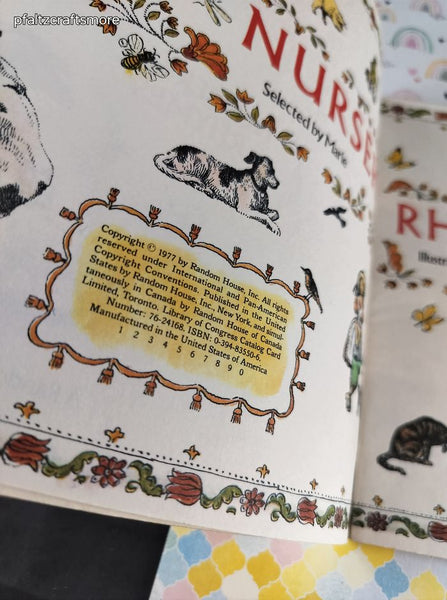 pfaltzcraftsmore
NURSE
Selected by Marie
RH
Illustr
Copyright © 1977 by Random House, Inc. All rights
reserved under International and Pan-American
Copyright Conventions. Published in the United
States by Random House, Inc., New York, and simul-
taneously in Canada by Random House of Canada
Limited, Toronto. Library of Congress Catalog Card
Number: 76-24168. ISBN: 0-394-83550-6.
Manufactured in the United States of America
1 2 3 4 5 6 7 8 9 0